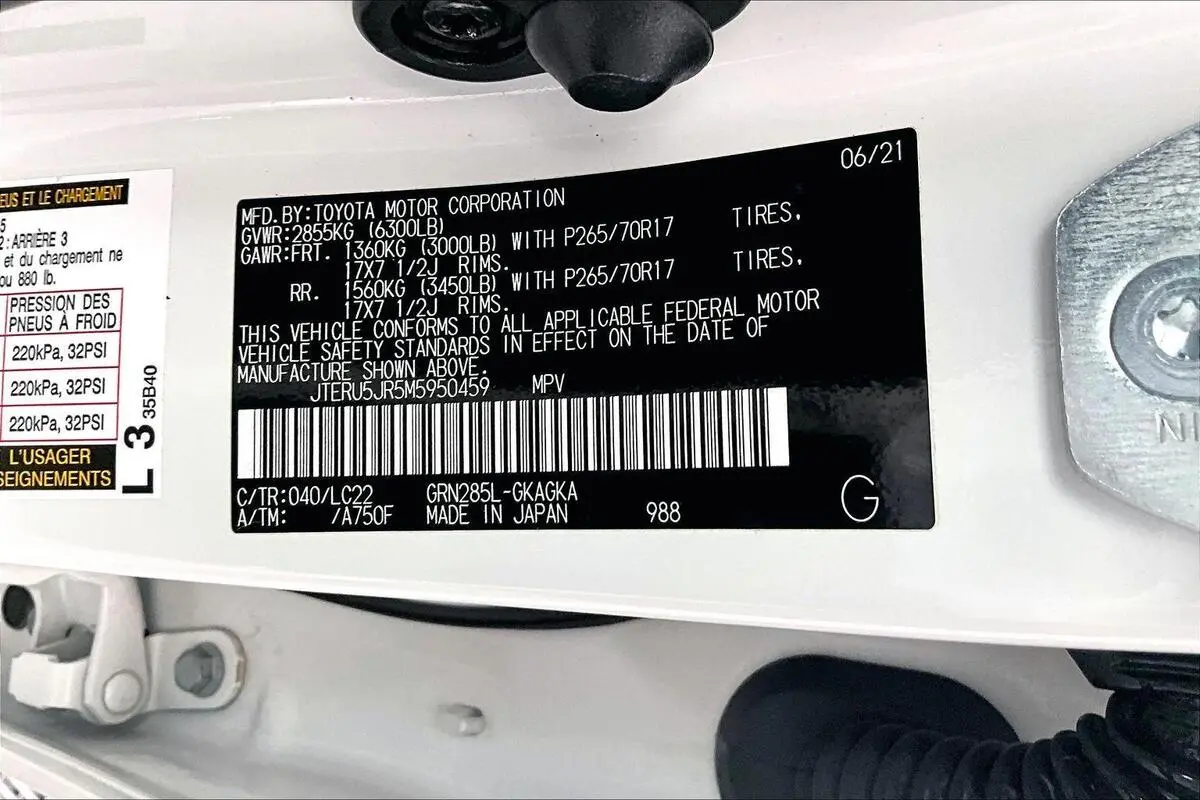 EUS ET LE CHARGEMENT
5
2 : ARRIÈRE 3
et du chargement ne
ou 880 lb.
PRESSION DES
PNEUS À FROID
220kPa, 32PSI
220kPa, 32PSI
220kPa, 32PSI
L'USAGER
SEIGNEMENTS
L 3 35B40
06/21
MFD.BY:TOYOTA MOTOR CORPORATION
GVWR:2855KG (6300LB)
GAWR:FRT. 1360KG (3000LB) WITH P265/70R17 TIRES,
17X7 1/2J RIMS.
RR. 1560KG (3450LB) WITH P265/70R17 TIRES,
17X7 1/2J RIMS.
THIS VEHICLE CONFORMS TO ALL APPLICABLE FEDERAL MOTOR
VEHICLE SAFETY STANDARDS IN EFFECT ON THE DATE OF
MANUFACTURE SHOWN ABOVE.
JTERU5JR5M5950459 MPV
C/TR:040/LC22 GRN285L-GKAGKA
A/TM: /A750F MADE IN JAPAN 988
G